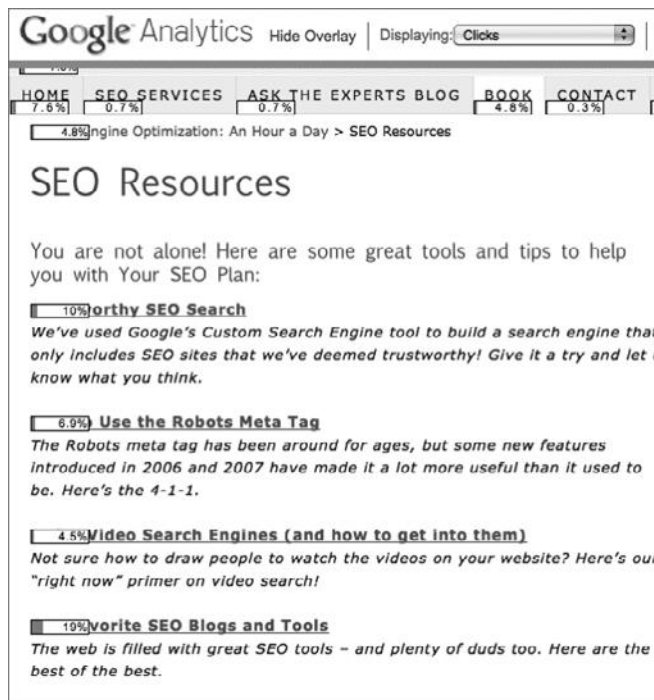 Google Analytics Hide Overlay Displaying: Clicks
HOME SEO SERVICES ASK THE EXPERTS BLOG BOOK CONTACT
7.6% 0.7% 0.7% 4.8% 0.3%
4.8% ngine Optimization: An Hour a Day > SEO Resources
SEO Resources
You are not alone! Here are some great tools and tips to help
you with Your SEO Plan:
10% orthy SEO Search
We've used Google's Custom Search Engine tool to build a search engine that
only includes SEO sites that we've deemed trustworthy! Give it a try and let
know what you think.
6.9% Use the Robots Meta Tag
The Robots meta tag has been around for ages, but some new features
introduced in 2006 and 2007 have made it a lot more useful than it used to
be. Here's the 4-1-1.
4.5% Video Search Engines (and how to get into them)
Not sure how to draw people to watch the videos on your website? Here's our
"right now" primer on video search!
19% vorite SEO Blogs and Tools
The web is filled with great SEO tools – and plenty of duds too. Here are the
best of the best.